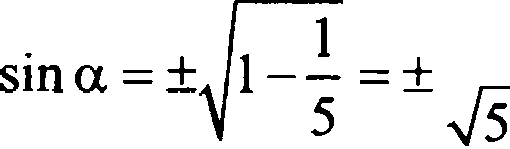 sin α = ±√(1 − 1/5) = ± √5